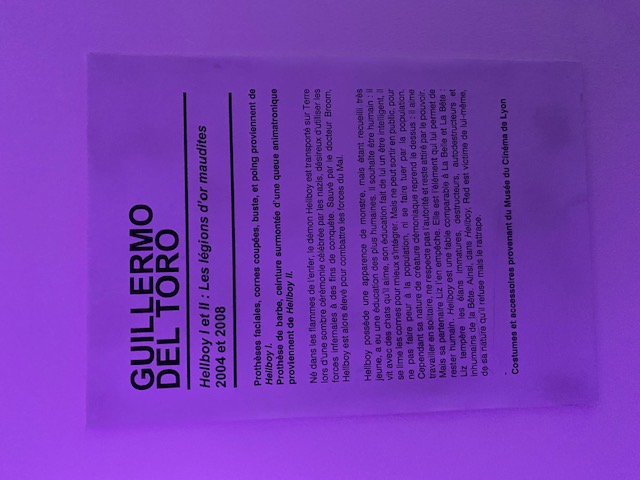 GUILLERMO
DEL TORO
Hellboy I et II : Les légions d'or maudites
2004 et 2008
Prothèses faciales, cornes coupées, buste, et poing proviennent de
Hellboy I.
Prothèse de barbe, ceinture surmontée d'une queue animatronique
proviennent de Hellboy II.
Né dans les flammes de l'enfer, le démon Hellboy est transporté sur Terre
lors d'une sombre cérémonie célébrée par les nazis, désireux d'utiliser les
forces infernales à des fins de conquête. Sauvé par le docteur Broom,
Hellboy est alors élevé pour combattre les forces du Mal.
Hellboy possède une apparence de monstre, mais étant recueilli très
jeune, a eu une éducation des plus humaines. Il souhaite être humain : il
vit avec des chats qu'il aime, son éducation fait de lui un être intelligent, il
se lime les cornes pour mieux s'intégrer. Mais ne peut sortir en public, pour
ne pas faire peur à la population, ni se faire tuer par la population.
Cependant sa nature de créature démoniaque reprend le dessus : il aime
travailler en solitaire, ne respecte pas l'autorité et reste attiré par le pouvoir.
Mais sa partenaire Liz l'en empêche. Elle est l'élément qui lui permet de
rester humain. Hellboy est une fable comparable à La Belle et La Bête :
Liz tempère les élans immatures, destructeurs, autodestructeurs et
inhumains de la Bête. Ainsi, dans Hellboy, Red est victime de lui-même,
de sa nature qu'il refuse mais le rattrape.
-
Costumes et accessoires provenant du Musée du Cinéma de Lyon